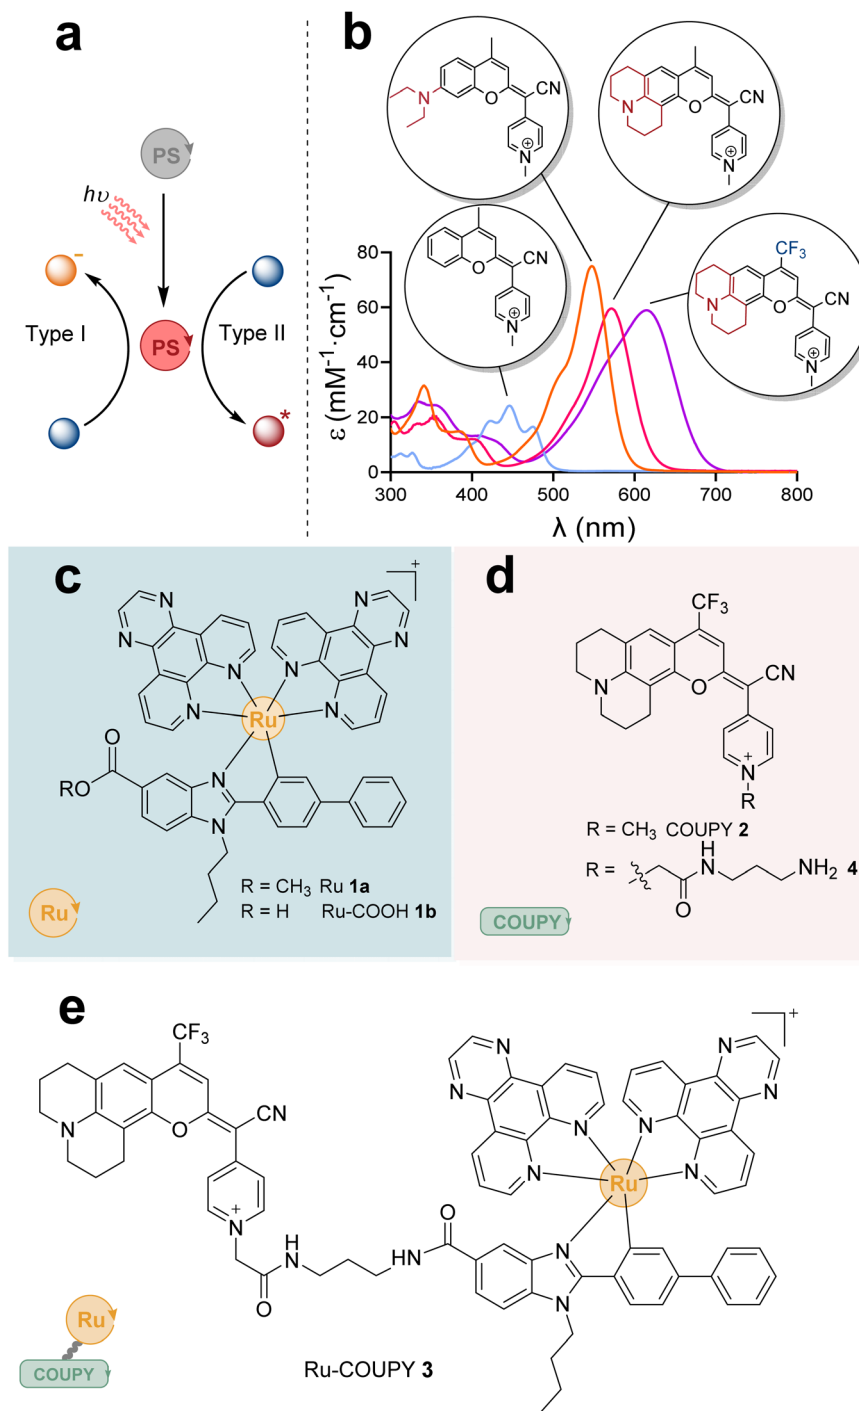 a
PS
hυ
−
Type I
Type II
PS
*
b
N
O
CN
N
+
N
O
CN
N
+
O
CN
N
+
CF3
N
O
CN
N
+
80
60
40
20
0
ε (mM-1·cm-1)
300 400 500 600 700 800
λ (nm)
c
+
N N
N N
N N
N N
Ru
O
RO
N
N
R = CH3 Ru 1a
R = H Ru-COOH 1b
Ru
d
CF3
CN
N O
+
N
R
R = CH3 COUPY 2
H
R = N NH2 4
O
COUPY
e
+
CF3
CN
N O
+
N
H
N
O
HN
O
N N
N N
N N
N N
Ru
N
N
Ru
COUPY
Ru-COUPY 3